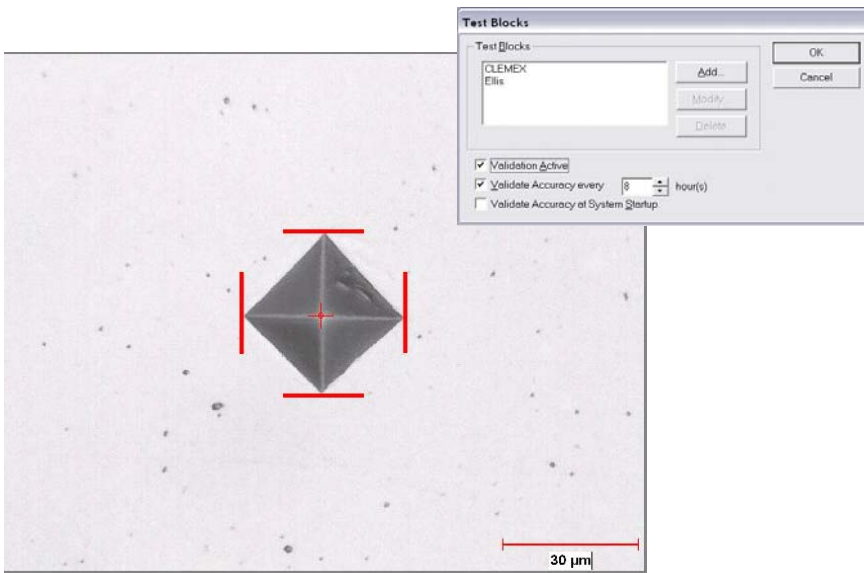 Test Blocks
Test Blocks
CLEMEX
Ellis
Add...
Modify...
Delete
OK
Cancel
Validation Active
Validate Accuracy every 8 hour(s)
Validate Accuracy at System Startup
30 µm